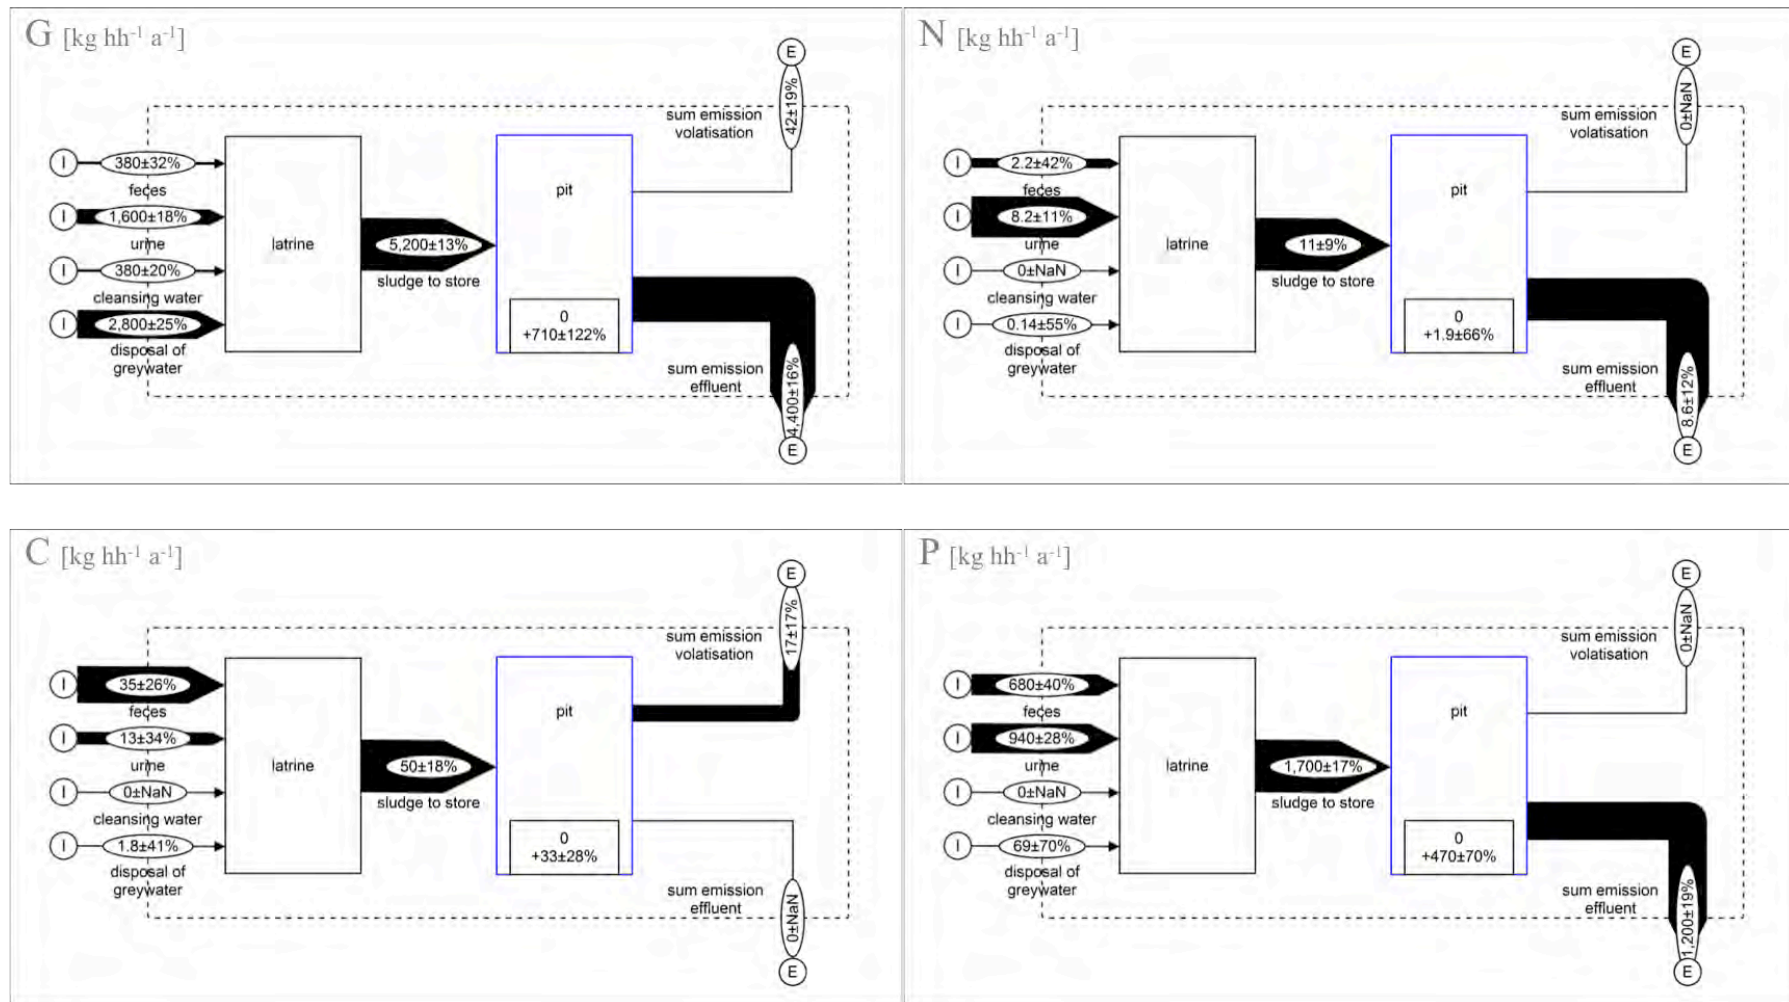 G [kg hh⁻¹ a⁻¹]
E
42±19%
sum emission
volatisation
I
380±32%
feces
I
1,600±18%
urine
I
380±20%
cleansing water
I
2,800±25%
disposal of
greywater
latrine
5,200±13%
sludge to store
pit
0
+710±122%
sum emission
effluent
4,400±16%
E
N [kg hh⁻¹ a⁻¹]
E
0±NaN
sum emission
volatisation
I
2.2±42%
feces
I
8.2±11%
urine
I
0±NaN
cleansing water
I
0.14±55%
disposal of
greywater
latrine
11±9%
sludge to store
pit
0
+1.9±66%
sum emission
effluent
8.6±12%
E
C [kg hh⁻¹ a⁻¹]
E
17±17%
sum emission
volatisation
I
35±26%
feces
I
13±34%
urine
I
0±NaN
cleansing water
I
1.8±41%
disposal of
greywater
latrine
50±18%
sludge to store
pit
0
+33±28%
sum emission
effluent
0±NaN
E
P [kg hh⁻¹ a⁻¹]
E
0±NaN
sum emission
volatisation
I
680±40%
feces
I
940±28%
urine
I
0±NaN
cleansing water
I
69±70%
disposal of
greywater
latrine
1,700±17%
sludge to store
pit
0
+470±70%
sum emission
effluent
1,200±19%
E